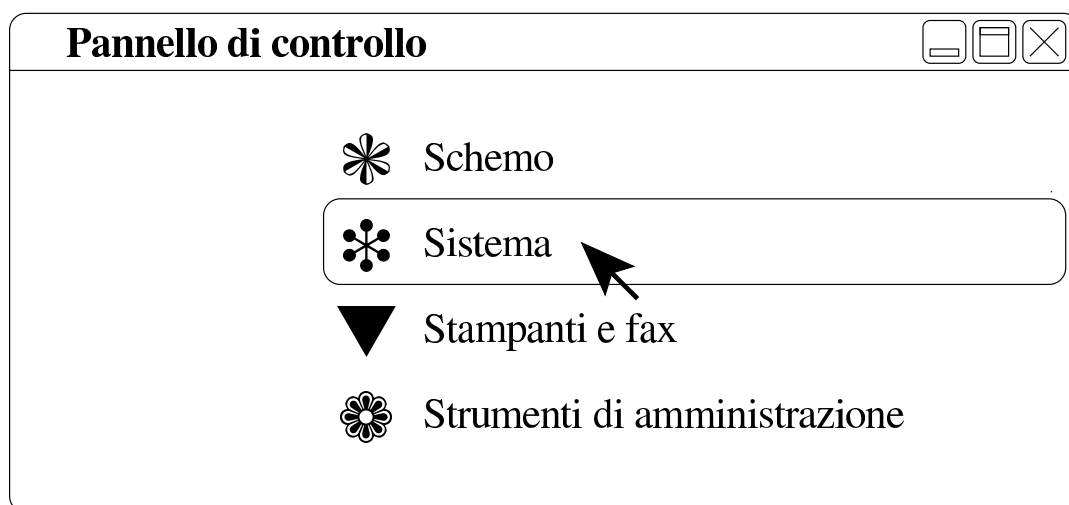 Pannello di controllo
Schemo
Sistema
Stampanti e fax
Strumenti di amministrazione